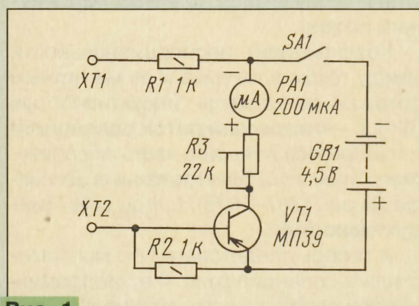 SA1
XT1
R1 1 к
μA
PA1
200 мкА
+
R3
22 к
−
GB1
4,5 В
+
XT2
VT1
МП39
R2 1 к
Рис. 1